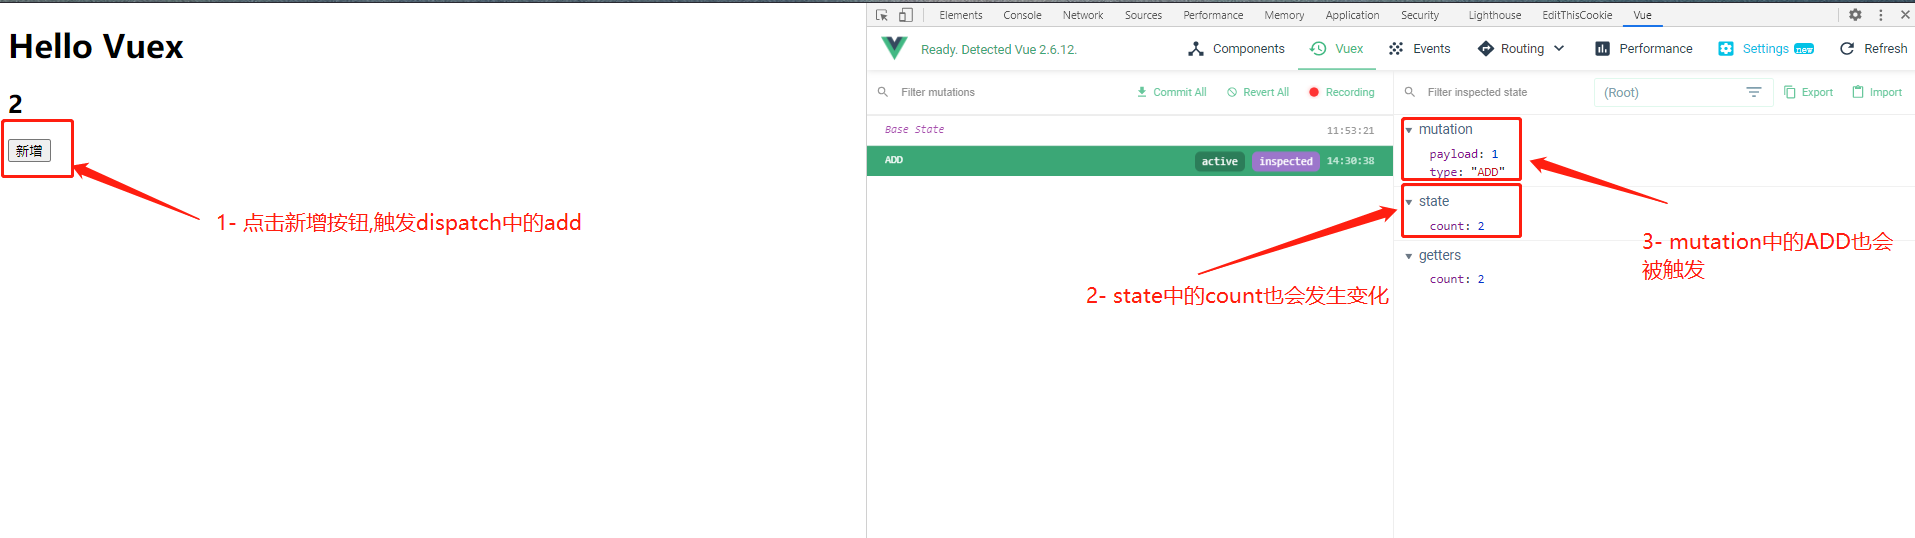 Hello Vuex
2
新增
1- 点击新增按钮,触发dispatch中的add
Elements Console Network Sources Performance Memory Application Security Lighthouse EditThisCookie Vue
Ready. Detected Vue 2.6.12.
Components Vuex Events Routing Performance Settings new Refresh
Filter mutations Commit All Revert All Recording
Base State 11:53:21
ADD active inspected 14:30:38
2- state中的count也会发生变化
Filter inspected state (Root) Export Import
mutation
payload: 1
type: "ADD"
state
count: 2
getters
count: 2
3- mutation中的ADD也会
被触发